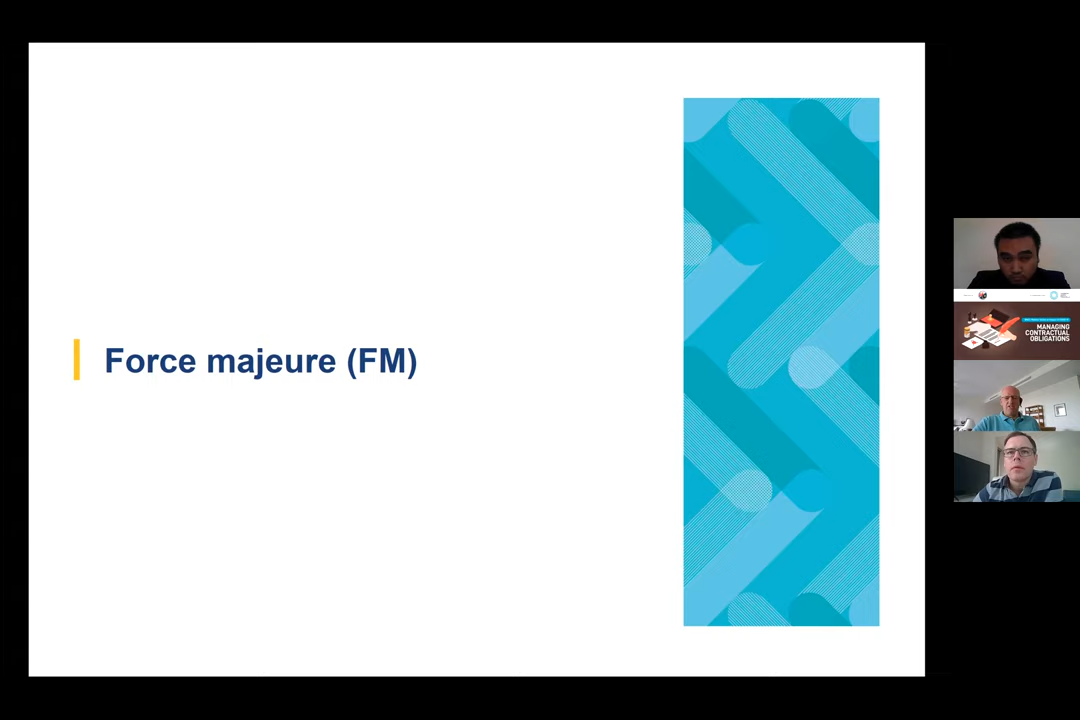 Force majeure (FM)
MANAGING
CONTRACTUAL
OBLIGATIONS